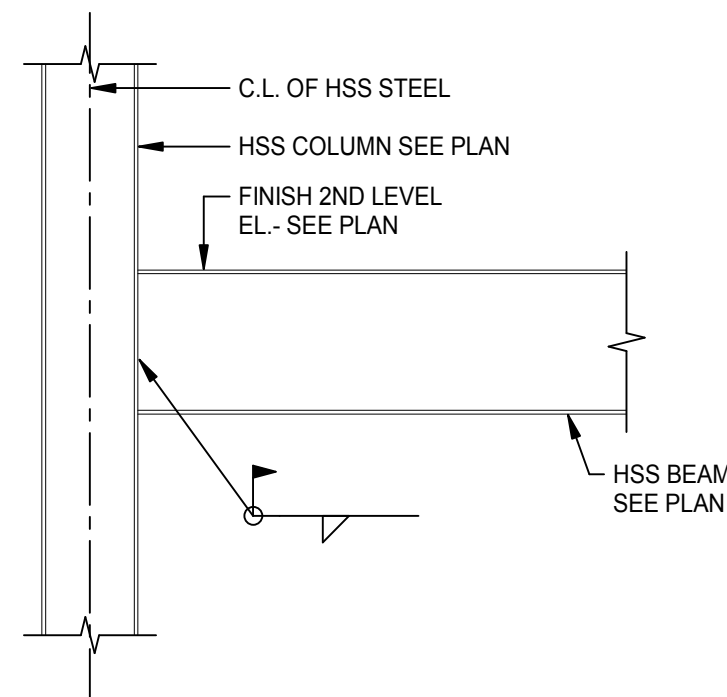 C.L. OF HSS STEEL
HSS COLUMN SEE PLAN
FINISH 2ND LEVEL
EL.- SEE PLAN
HSS BEAM
SEE PLAN